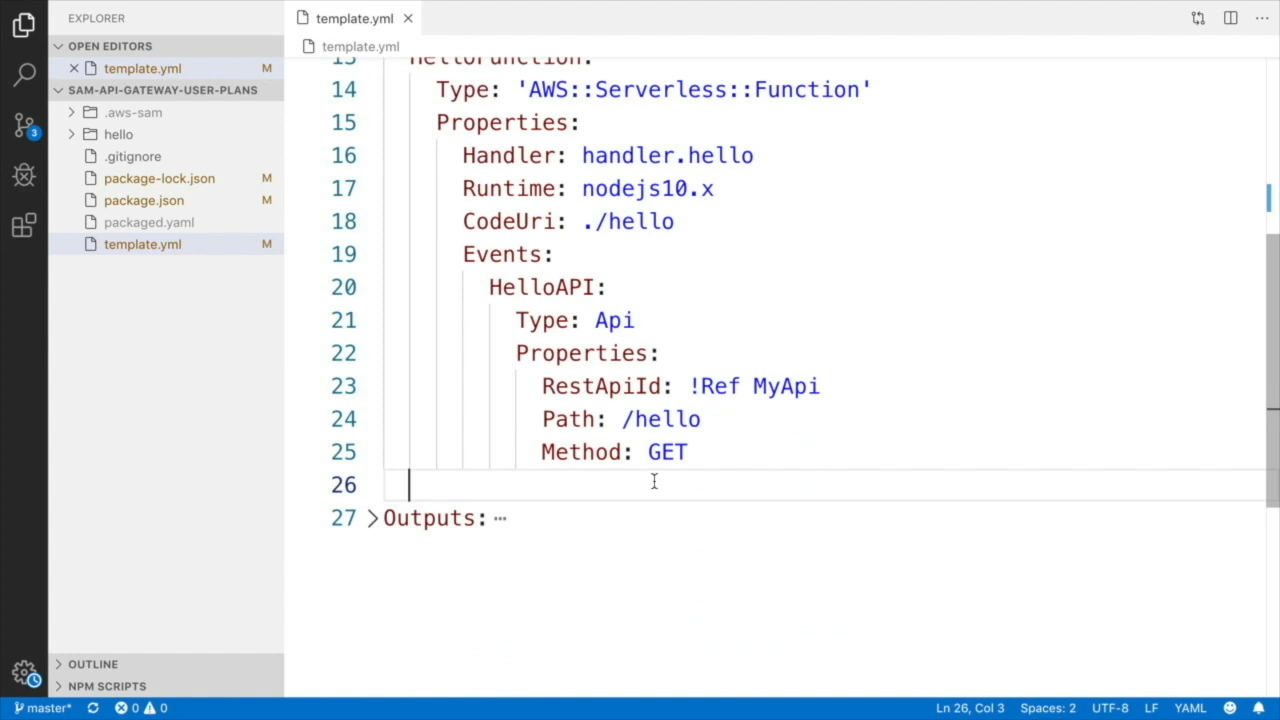 EXPLORER
OPEN EDITORS
template.yml M
SAM-API-GATEWAY-USER-PLANS
.aws-sam
hello
.gitignore
package-lock.json M
package.json M
packaged.yaml
template.yml M
OUTLINE
NPM SCRIPTS
3
template.yml
template.yml
13 HelloFunction:
14 Type: 'AWS::Serverless::Function'
15 Properties:
16 Handler: handler.hello
17 Runtime: nodejs10.x
18 CodeUri: ./hello
19 Events:
20 HelloAPI:
21 Type: Api
22 Properties:
23 RestApiId: !Ref MyApi
24 Path: /hello
25 Method: GET
26
27 Outputs: …
master* 0 0 Ln 26, Col 3 Spaces: 2 UTF-8 LF YAML